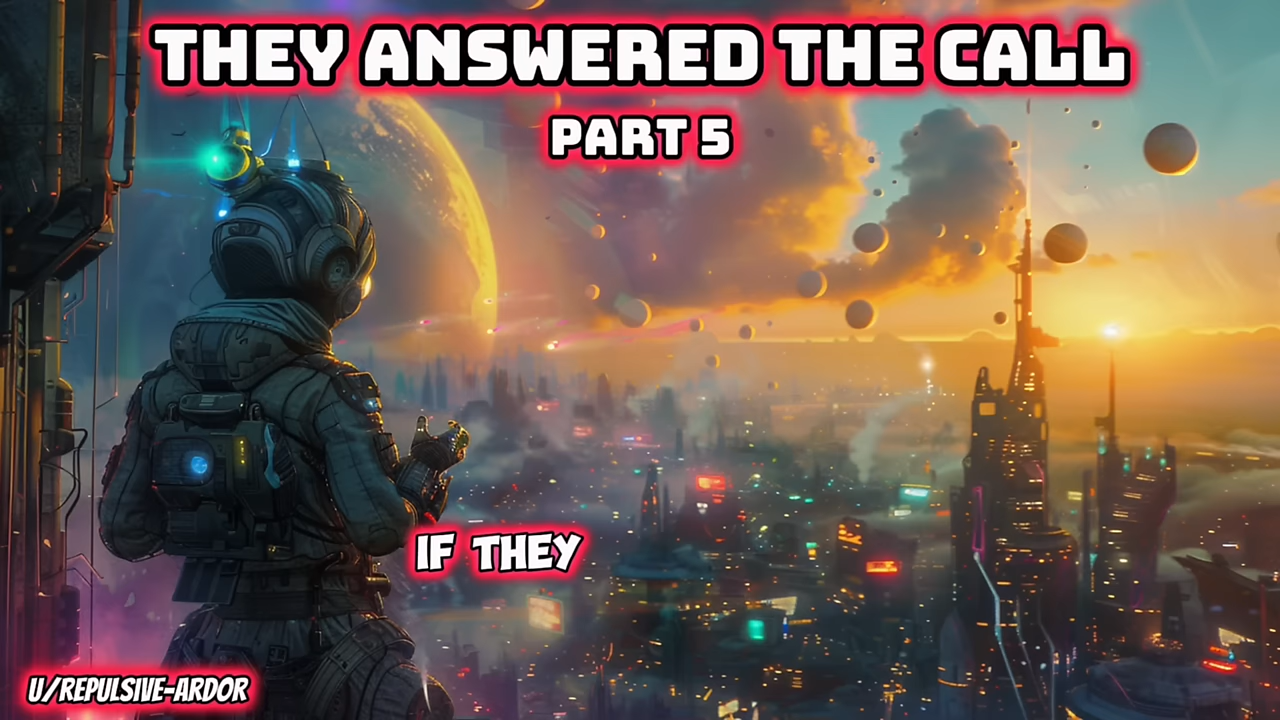 THEY ANSWERED THE CALL
PART 5
IF THEY
U/REPULSIVE-ARDOR